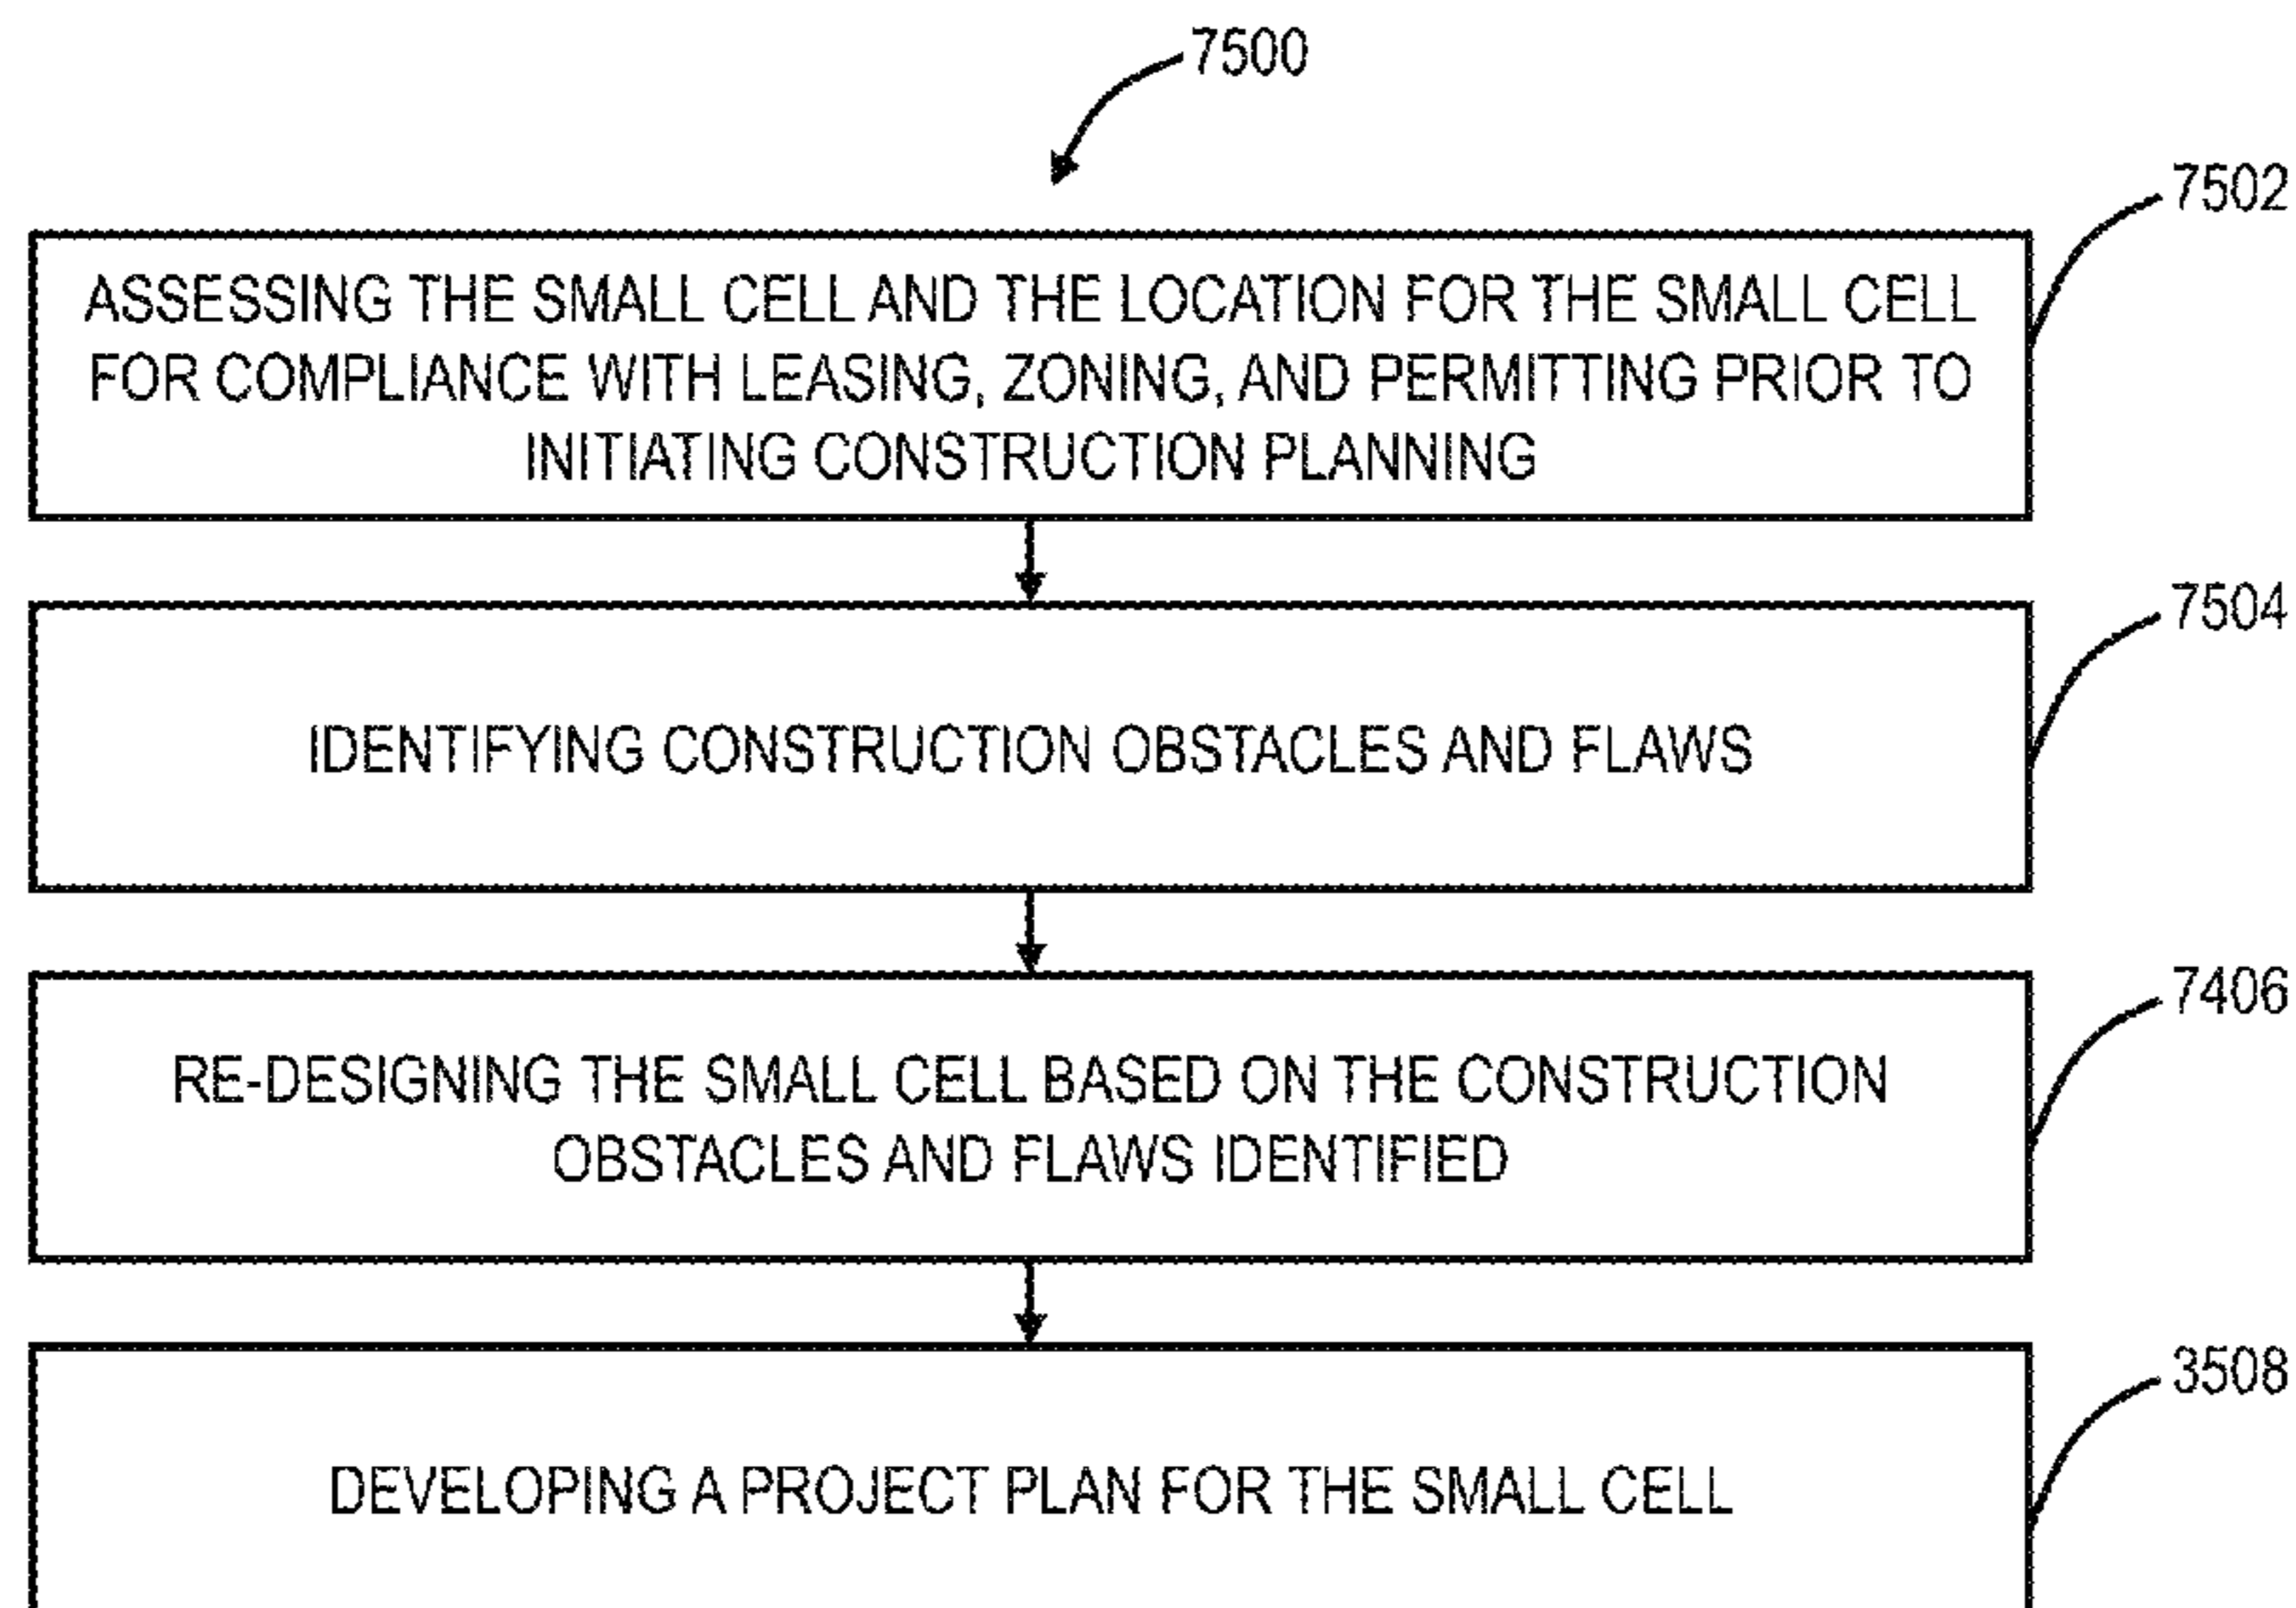 7500
7502
ASSESSING THE SMALL CELL AND THE LOCATION FOR THE SMALL CELL
FOR COMPLIANCE WITH LEASING, ZONING, AND PERMITTING PRIOR TO
INITIATING CONSTRUCTION PLANNING
7504
IDENTIFYING CONSTRUCTION OBSTACLES AND FLAWS
7406
RE-DESIGNING THE SMALL CELL BASED ON THE CONSTRUCTION
OBSTACLES AND FLAWS IDENTIFIED
3508
DEVELOPING A PROJECT PLAN FOR THE SMALL CELL